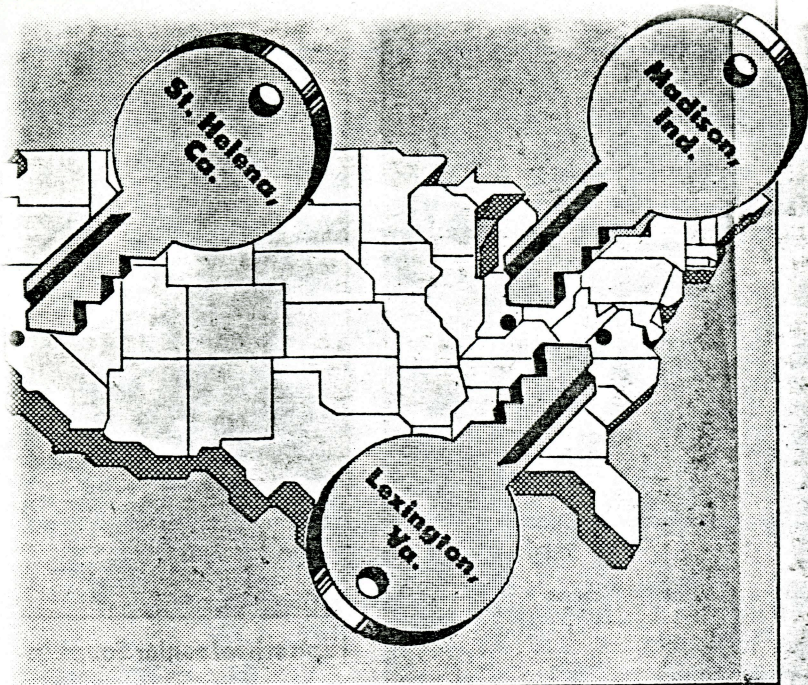 St. Helena,
Ca.
Madison,
Ind.
Lexington,
Va.